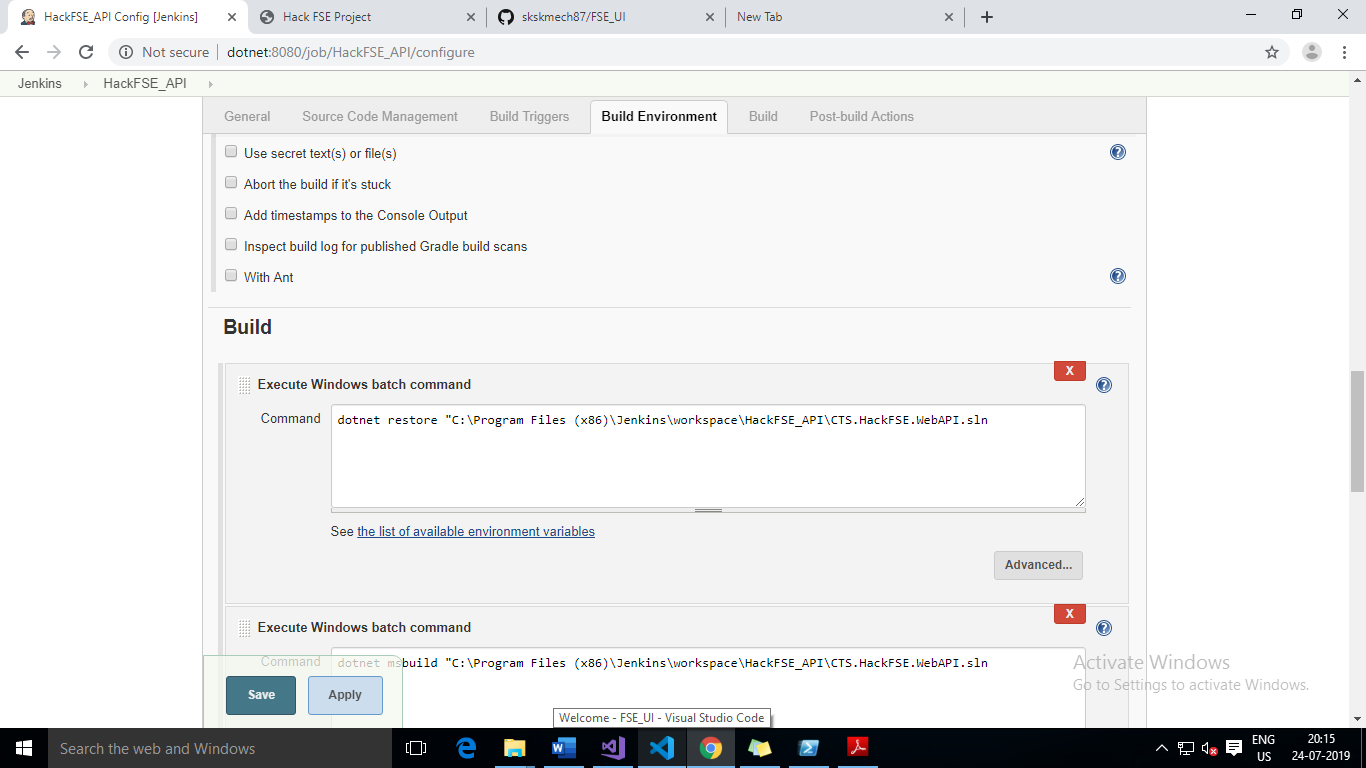 HackFSE_API Config [Jenkins]
Hack FSE Project
skskmech87/FSE_UI
New Tab
Not secure
dotnet:8080/job/HackFSE_API/configure
Jenkins
HackFSE_API
General
Source Code Management
Build Triggers
Build Environment
Build
Post-build Actions
Use secret text(s) or file(s)
Abort the build if it's stuck
Add timestamps to the Console Output
Inspect build log for published Gradle build scans
With Ant
Build
X
Execute Windows batch command
Command
dotnet restore "C:\Program Files (x86)\Jenkins\workspace\HackFSE_API\CTS.HackFSE.WebAPI.sln
See the list of available environment variables
Advanced...
X
Execute Windows batch command
Command
dotnet msbuild "C:\Program Files (x86)\Jenkins\workspace\HackFSE_API\CTS.HackFSE.WebAPI.sln
Activate Windows
Go to Settings to activate Windows.
Save
Apply
Welcome - FSE_UI - Visual Studio Code
Search the web and Windows
ENG
US
20:15
24-07-2019